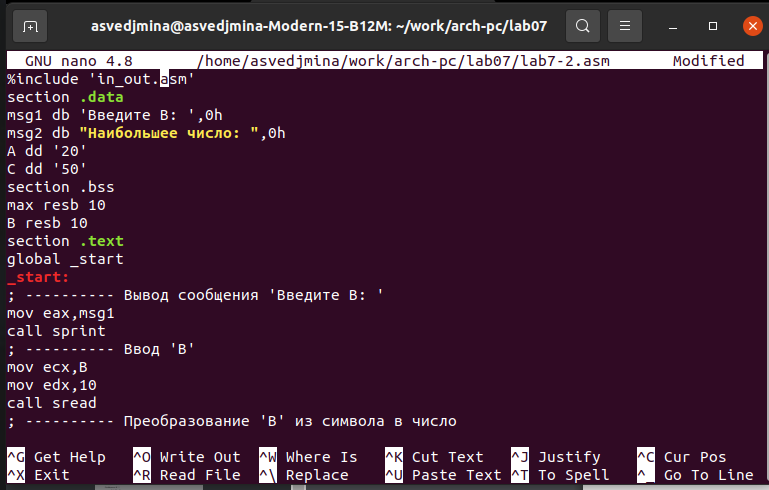 asvedjmina@asvedjmina-Modern-15-B12M: ~/work/arch-pc/lab07
GNU nano 4.8 /home/asvedjmina/work/arch-pc/lab07/lab7-2.asm Modified
%include 'in_out.asm'
section .data
msg1 db 'Введите B: ',0h
msg2 db "Наибольшее число: ",0h
A dd '20'
C dd '50'
section .bss
max resb 10
B resb 10
section .text
global _start
_start:
; ---------- Вывод сообщения 'Введите B: '
mov eax,msg1
call sprint
; ---------- Ввод 'B'
mov ecx,B
mov edx,10
call sread
; ---------- Преобразование 'B' из символа в число
^G Get Help ^O Write Out ^W Where Is ^K Cut Text ^J Justify ^C Cur Pos
^X Exit ^R Read File ^\ Replace ^U Paste Text ^T To Spell ^_ Go To Line